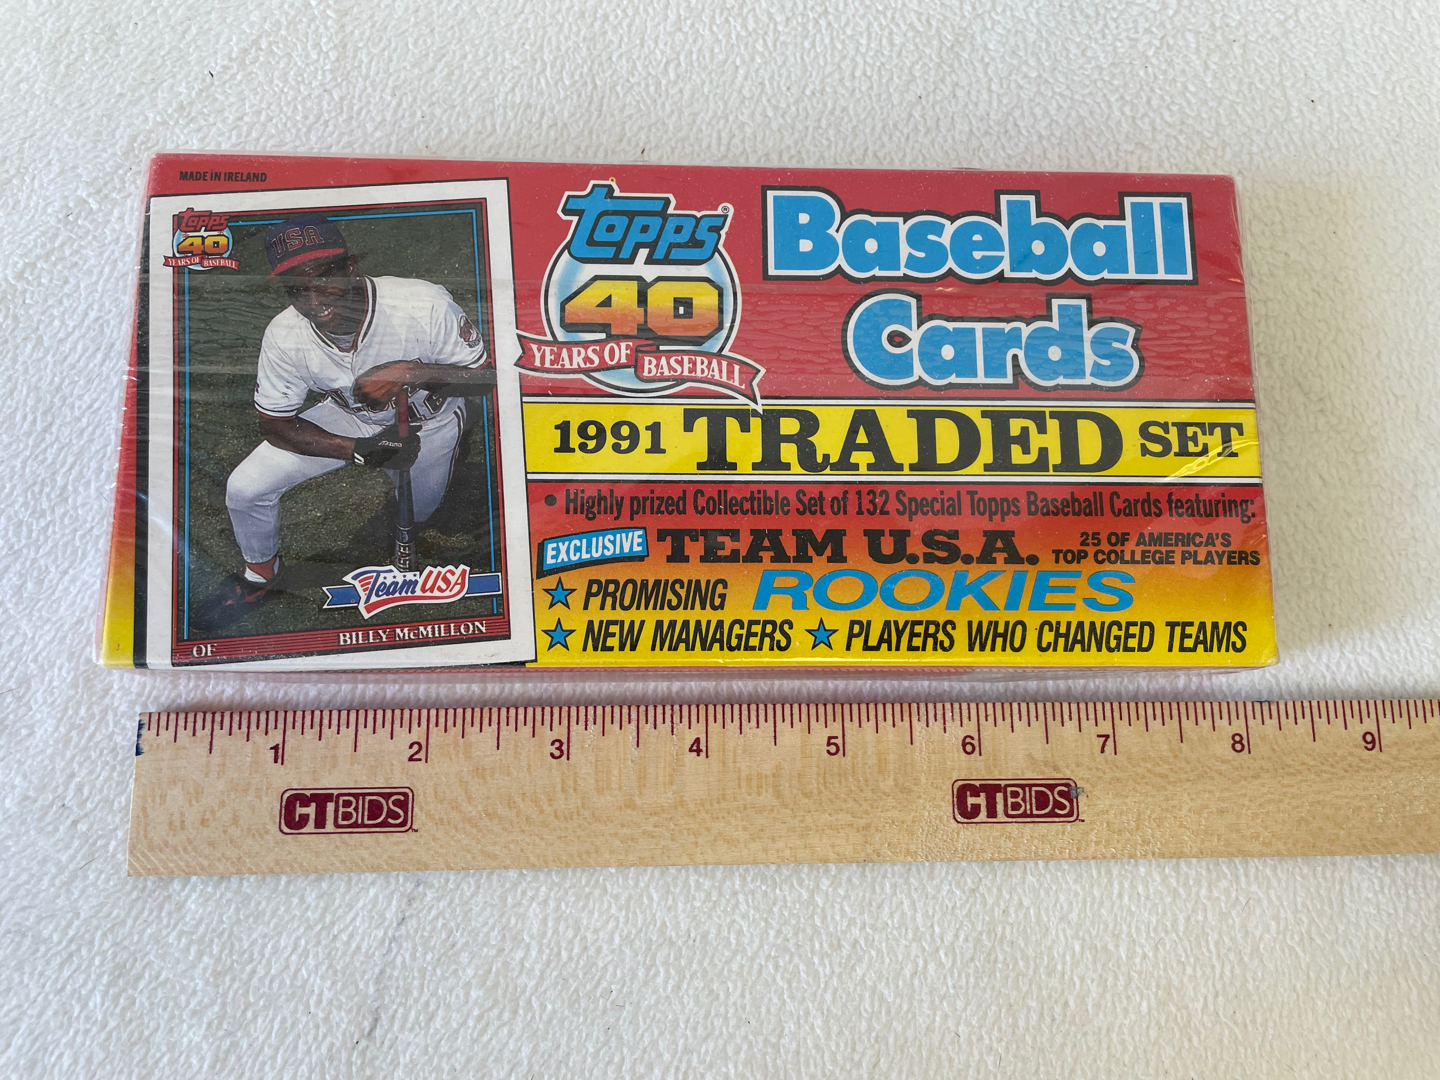 MADE IN IRELAND
Topps
40
YEARS OF BASEBALL
USA
Team USA
BILLY McMILLON
OF
Topps®
40
YEARS OF BASEBALL
Baseball
Cards
1991 TRADED SET
• Highly prized Collectible Set of 132 Special Topps Baseball Cards featuring:
EXCLUSIVE TEAM U.S.A. 25 OF AMERICA'S
TOP COLLEGE PLAYERS
★ PROMISING ROOKIES
★ NEW MANAGERS ★ PLAYERS WHO CHANGED TEAMS
1 2 3 4 5 6 7 8 9
CTBIDS CTBIDS